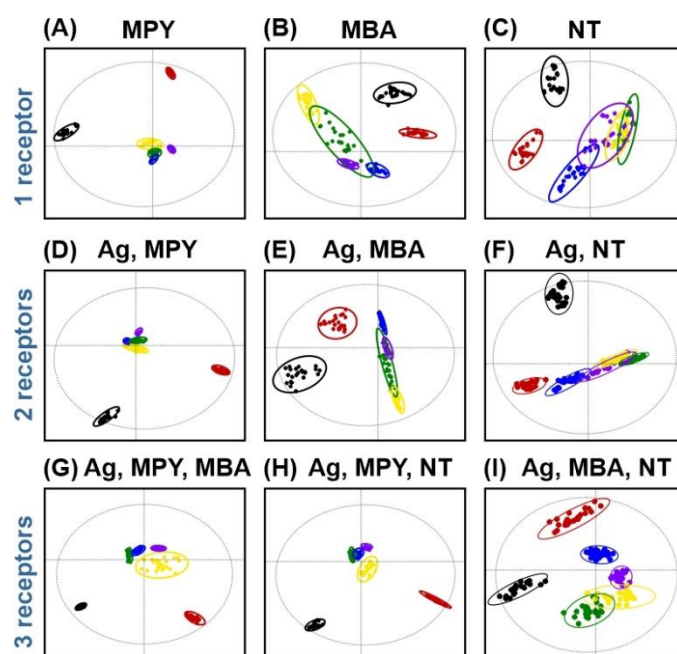 (A) MPY
(B) MBA
(C) NT
1 receptor
(D) Ag, MPY
(E) Ag, MBA
(F) Ag, NT
2 receptors
(G) Ag, MPY, MBA
(H) Ag, MPY, NT
(I) Ag, MBA, NT
3 receptors